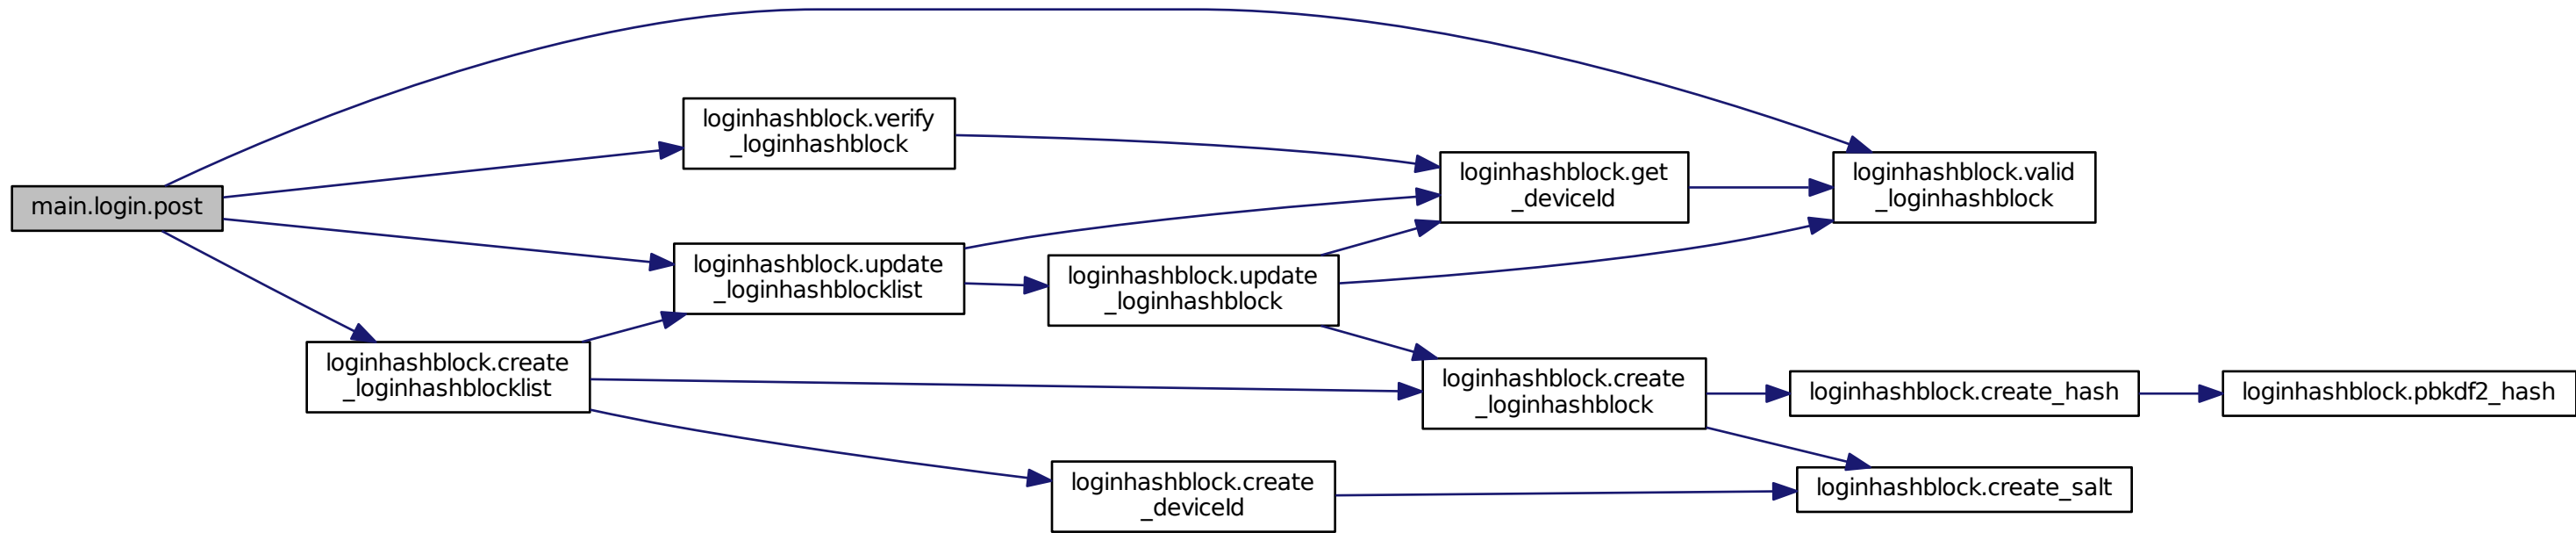 main.login.post
loginhashblock.verify
_loginhashblock
loginhashblock.update
_loginhashblocklist
loginhashblock.create
_loginhashblocklist
loginhashblock.update
_loginhashblock
loginhashblock.create
_deviceId
loginhashblock.get
_deviceId
loginhashblock.create
_loginhashblock
loginhashblock.valid
_loginhashblock
loginhashblock.create_hash
loginhashblock.create_salt
loginhashblock.pbkdf2_hash